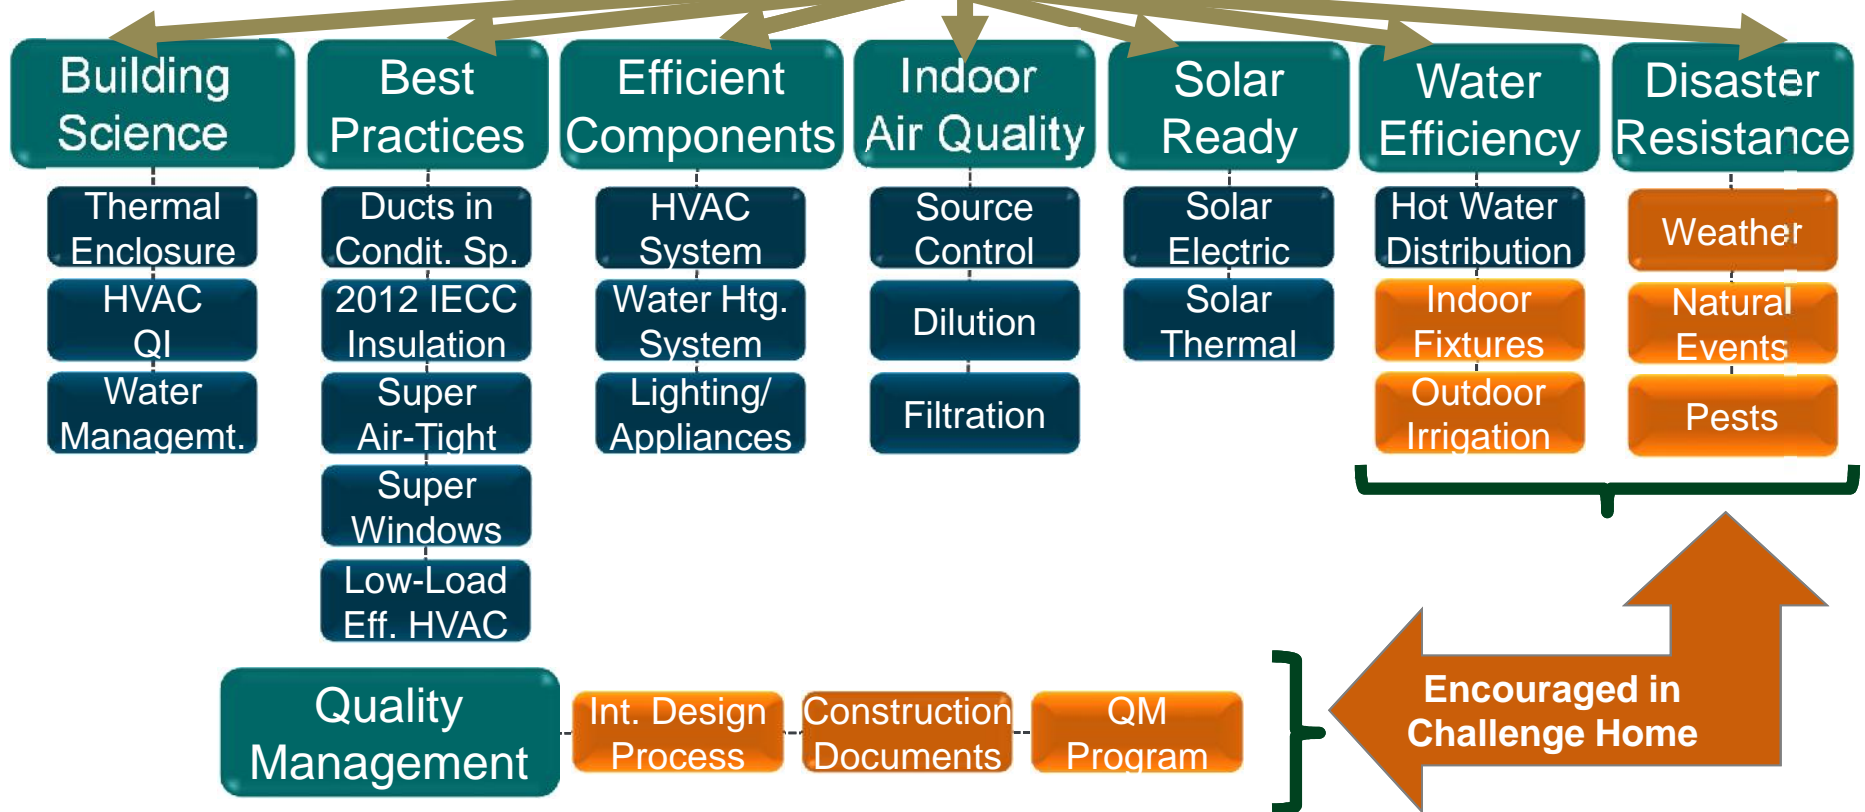 Building
Science
Best
Practices
Efficient
Components
Indoor
Air Quality
Solar
Ready
Water
Efficiency
Disaster
Resistance
Thermal
Enclosure
HVAC
QI
Water
Managemt.
Ducts in
Condit. Sp.
2012 IECC
Insulation
Super
Air-Tight
Super
Windows
Low-Load
Eff. HVAC
HVAC
System
Water Htg.
System
Lighting/
Appliances
Source
Control
Dilution
Filtration
Solar
Electric
Solar
Thermal
Hot Water
Distribution
Indoor
Fixtures
Outdoor
Irrigation
Weather
Natural
Events
Pests
Quality
Management
Int. Design
Process
Construction
Documents
QM
Program
Encouraged in
Challenge Home